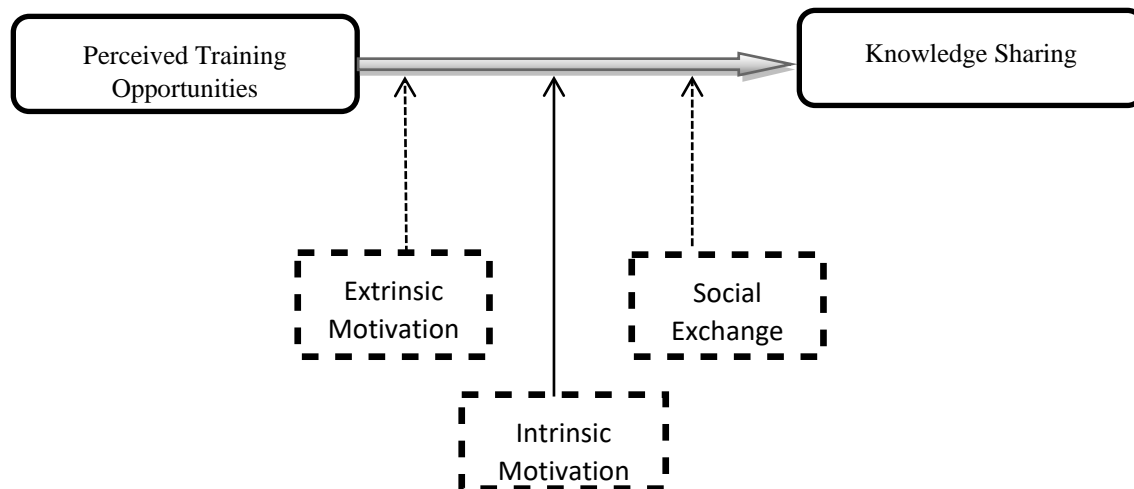 Perceived Training
Opportunities
Knowledge Sharing
Extrinsic
Motivation
Social
Exchange
Intrinsic
Motivation